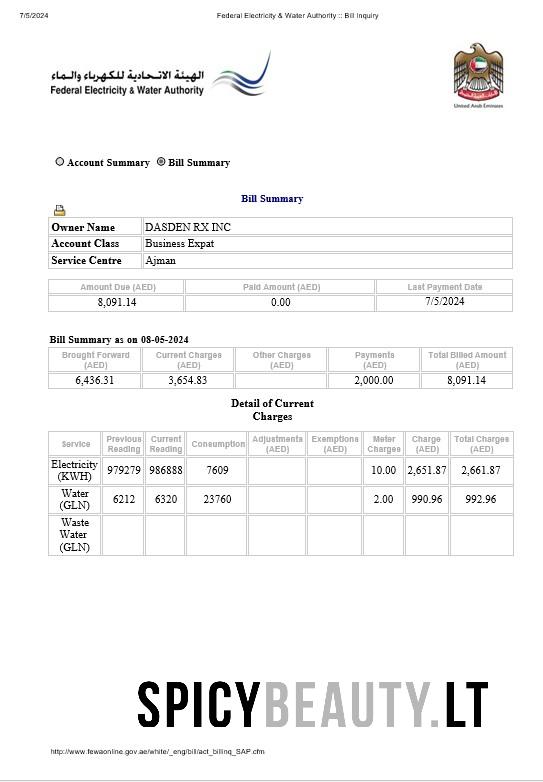 7/5/2024 Federal Electricity & Water Authority :: Bill Inquiry
الهيئة الاتحادية للكهرباء والماء
Federal Electricity & Water Authority
United Arab Emirates
Account Summary Bill Summary
Bill Summary
Owner Name DASDEN RX INC
Account Class Business Expat
Service Centre Ajman
Amount Due (AED) Paid Amount (AED) Last Payment Date
8,091.14 0.00 7/5/2024
Bill Summary as on 08-05-2024
Brought Forward (AED) Current Charges (AED) Other Charges (AED) Payments (AED) Total Billed Amount (AED)
6,436.31 3,654.83 2,000.00 8,091.14
Detail of Current
Charges
Service Previous Reading Current Reading Consumption Adjustments (AED) Exemptions (AED) Meter Charges Charge (AED) Total Charges (AED)
Electricity (KWH) 979279 986888 7609 10.00 2,651.87 2,661.87
Water (GLN) 6212 6320 23760 2.00 990.96 992.96
Waste Water (GLN)
SPICYBEAUTY.LT
http://www.fewaonline.gov.ae/white/_eng/bill/act_billinq_SAP.cfm